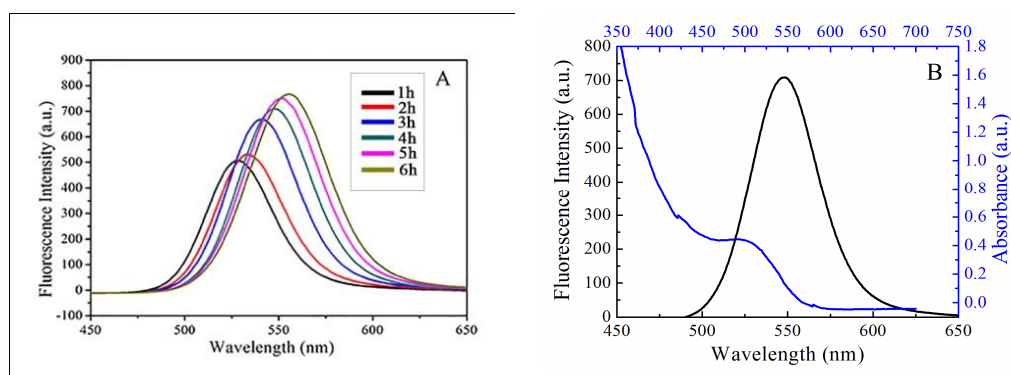 A
Fluorescence Intensity (a.u.)
900
800
700
600
500
400
300
200
100
0
-100
1h
2h
3h
4h
5h
6h
450 500 550 600 650
Wavelength (nm)
B
350 400 450 500 550 600 650 700 750
Fluorescence Intensity (a.u.)
800
700
600
500
400
300
200
100
0
1.8
1.6
1.4
1.2
1.0
0.8
0.6
0.4
0.2
0.0
Absorbance (a.u.)
450 500 550 600 650
Wavelength (nm)